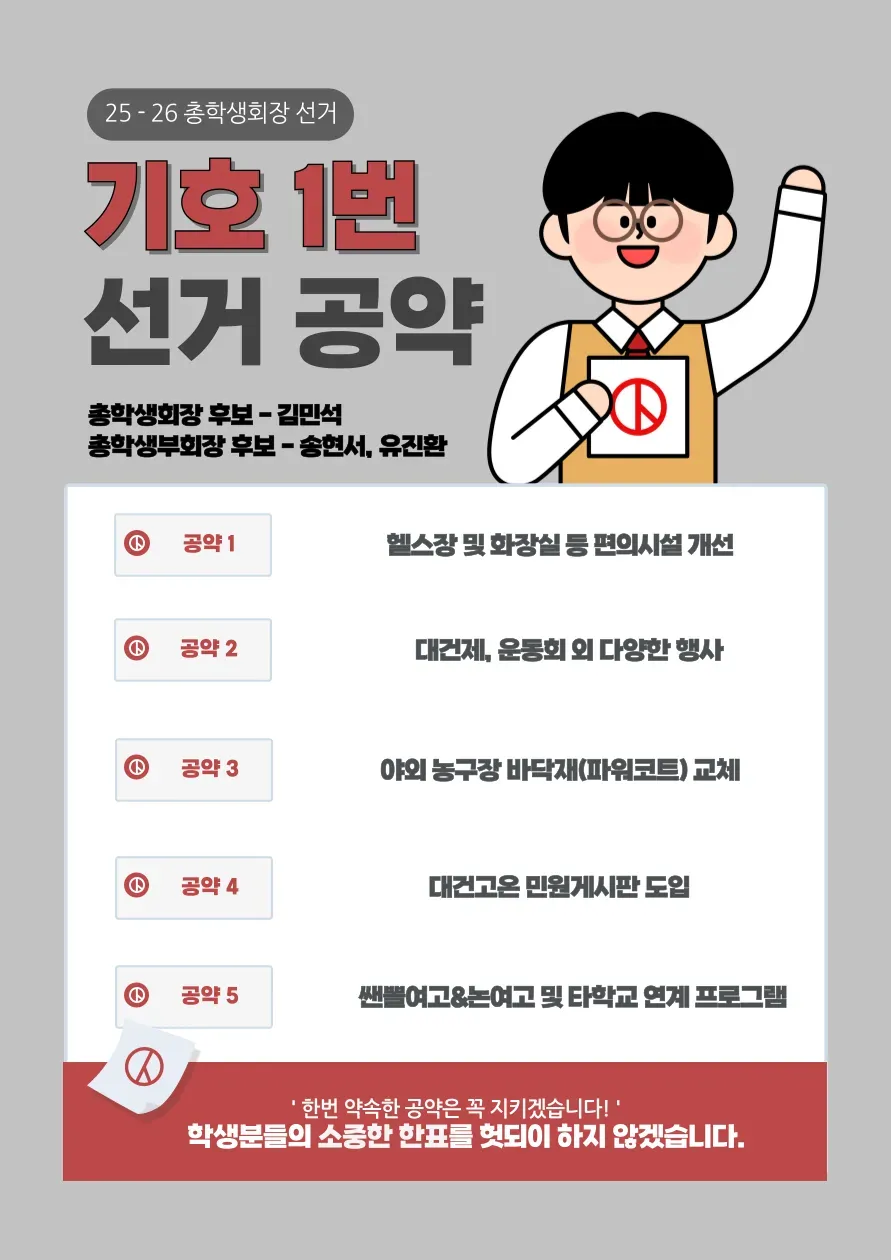 25 - 26 총학생회장 선거
기호 1번
선거 공약
총학생회장 후보 - 김민석
총학생부회장 후보 - 송현서, 유진환
공약 1
헬스장 및 화장실 등 편의시설 개선
공약 2
대건제, 운동회 외 다양한 행사
공약 3
야외 농구장 바닥재(파워코트) 교체
공약 4
대건고온 민원게시판 도입
공약 5
쌘뽈여고&논여고 및 타학교 연계 프로그램
' 한번 약속한 공약은 꼭 지키겠습니다! '
학생분들의 소중한 한표를 헛되이 하지 않겠습니다.